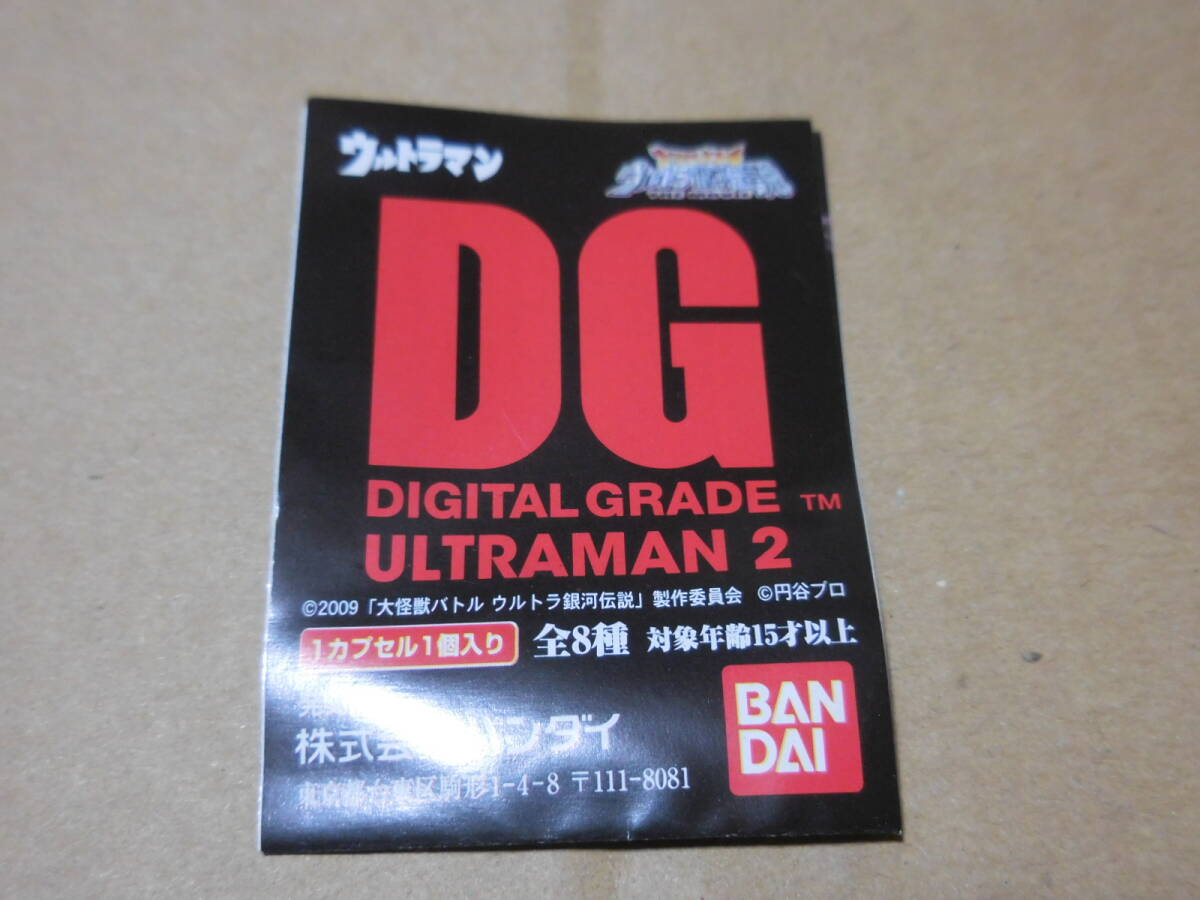 ウルトラマン
DG
DIGITAL GRADE TM
ULTRAMAN 2
©2009「大怪獣バトル ウルトラ銀河伝説」製作委員会 ©円谷プロ
1カプセル1個入り 全8種 対象年齢15才以上
株式会 バンダイ
東京都台東区駒形1-4-8 〒111-8081
BAN
DAI